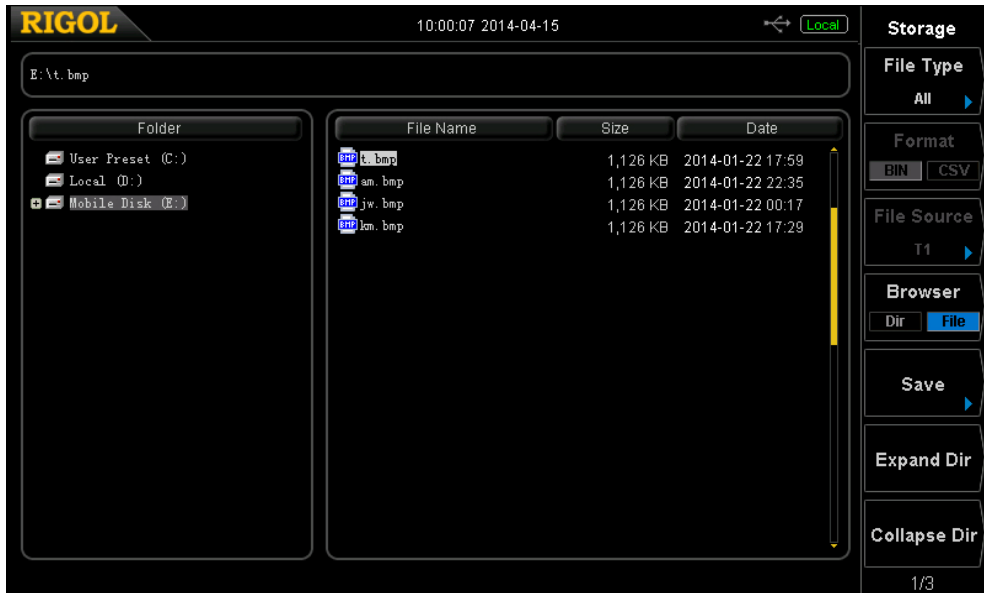 RIGOL
10:00:07 2014-04-15
Local
E:\t.bmp
Folder
User Preset (C:)
Local (D:)
Mobile Disk (E:)
File Name Size Date
BMP t.bmp 1,126 KB 2014-01-22 17:59
BMP am.bmp 1,126 KB 2014-01-22 22:35
BMP jw.bmp 1,126 KB 2014-01-22 00:17
BMP km.bmp 1,126 KB 2014-01-22 17:29
Storage
File Type
All
Format
BIN CSV
File Source
T1
Browser
Dir File
Save
Expand Dir
Collapse Dir
1/3